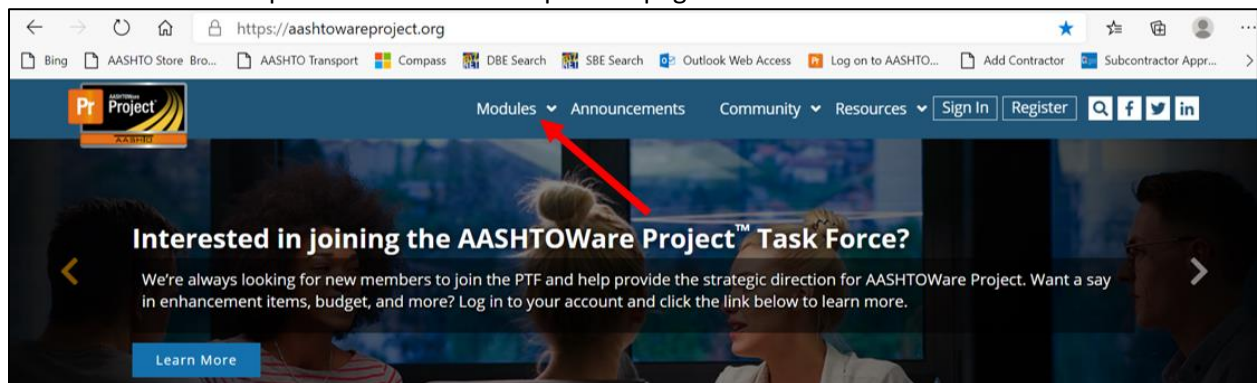 https://aashtowareproject.org
Bing AASHTO Store Bro... AASHTO Transport Compass DBE Search SBE Search Outlook Web Access Log on to AASHTO... Add Contractor Subcontractor Appr...
Pr AASHTOWare Project AASHTO
Modules Announcements Community Resources Sign In Register
Interested in joining the AASHTOWare Project™ Task Force?
We're always looking for new members to join the PTF and help provide the strategic direction for AASHTOWare Project. Want a say
in enhancement items, budget, and more? Log in to your account and click the link below to learn more.
Learn More